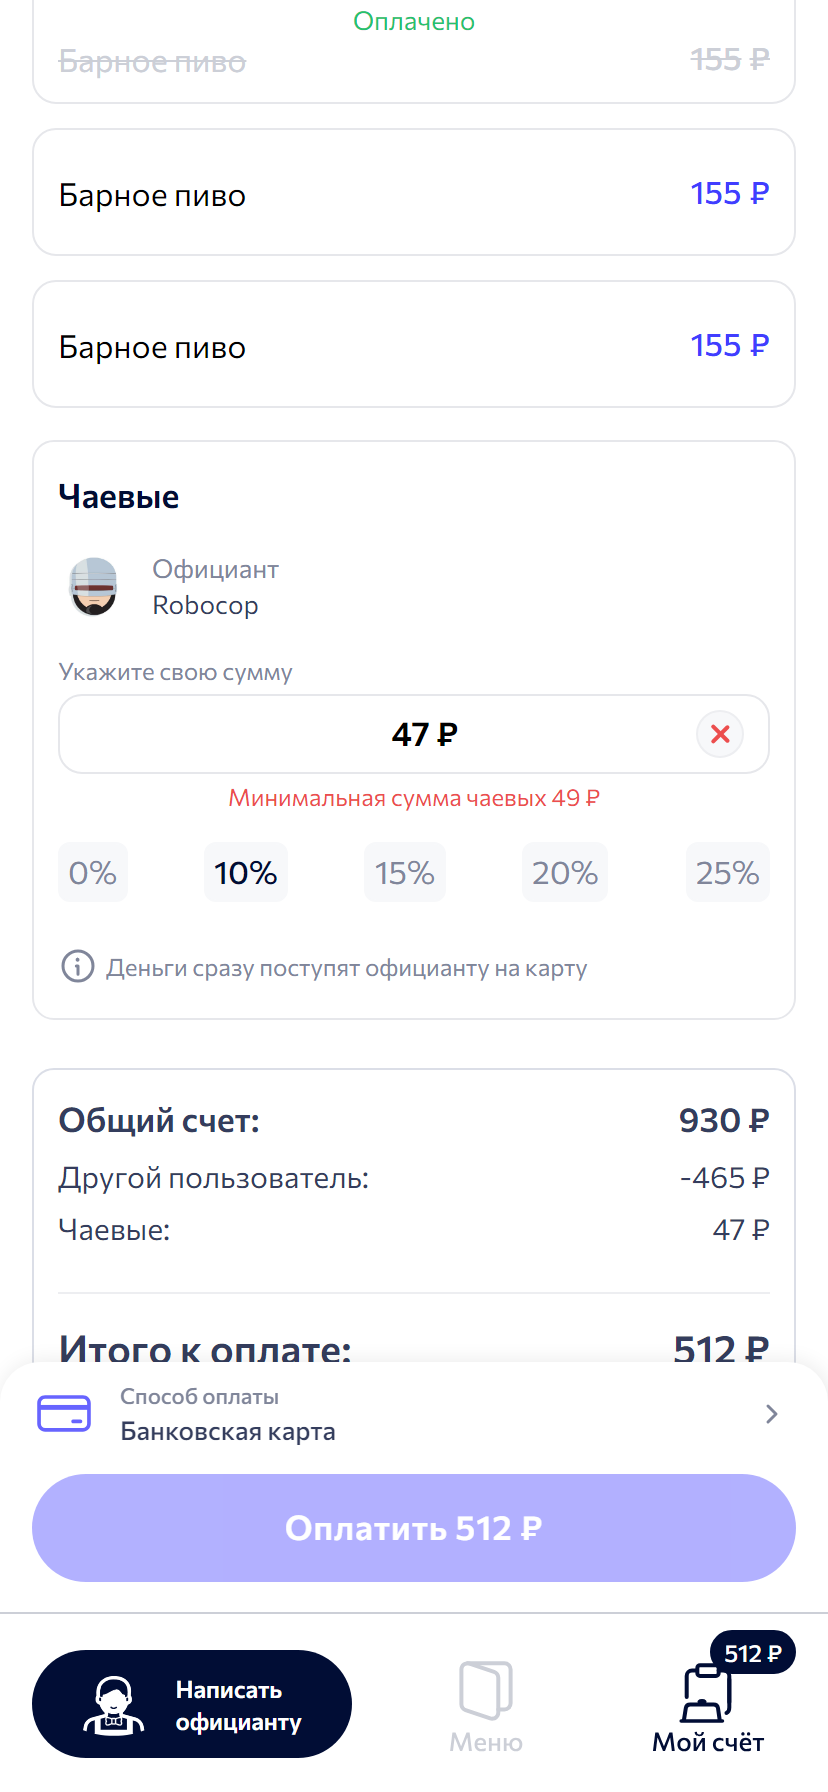 Оплачено
Барное пиво 155 ₽
Барное пиво 155 ₽
Барное пиво 155 ₽
Чаевые
Официант
Robocop
Укажите свою сумму
47 ₽
Минимальная сумма чаевых 49 ₽
0% 10% 15% 20% 25%
Деньги сразу поступят официанту на карту
Общий счет: 930 ₽
Другой пользователь: -465 ₽
Чаевые: 47 ₽
Итого к оплате: 512 ₽
Способ оплаты
Банковская карта
Оплатить 512 ₽
Написать
официанту
Меню
512 ₽
Мой счёт